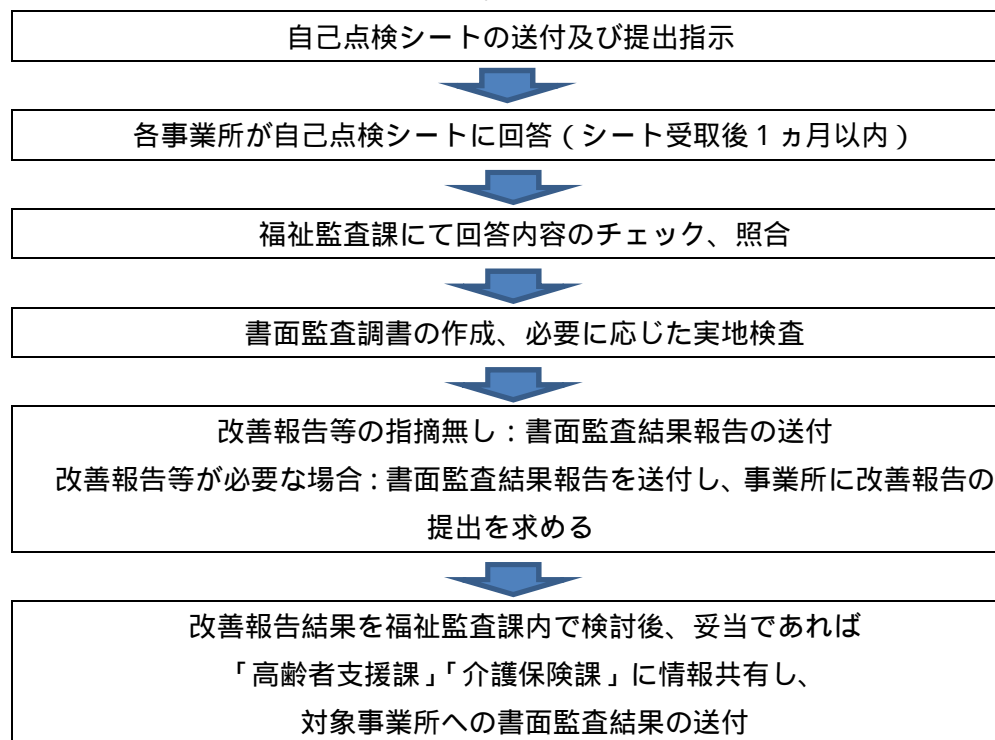 自己点検シートの送付及び提出指示
各事業所が自己点検シートに回答（シート受取後１ヵ月以内）
福祉監査課にて回答内容のチェック、照合
書面監査調書の作成、必要に応じた実地検査
改善報告等の指摘無し：書面監査結果報告の送付
改善報告等が必要な場合：書面監査結果報告を送付し、事業所に改善報告の
提出を求める
改善報告結果を福祉監査課内で検討後、妥当であれば
「高齢者支援課」「介護保険課」に情報共有し、
対象事業所への書面監査結果の送付